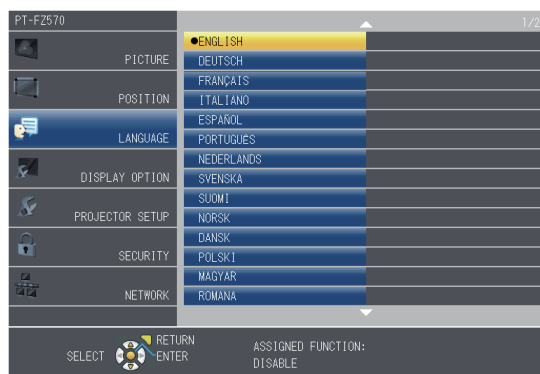 PT-FZ570
1/2
PICTURE
POSITION
LANGUAGE
DISPLAY OPTION
PROJECTOR SETUP
SECURITY
NETWORK
●ENGLISH
DEUTSCH
FRANÇAIS
ITALIANO
ESPAÑOL
PORTUGUÊS
NEDERLANDS
SVENSKA
SUOMI
NORSK
DANSK
POLSKI
MAGYAR
ROMANA
SELECT
RETURN
ENTER
ASSIGNED FUNCTION:
DISABLE